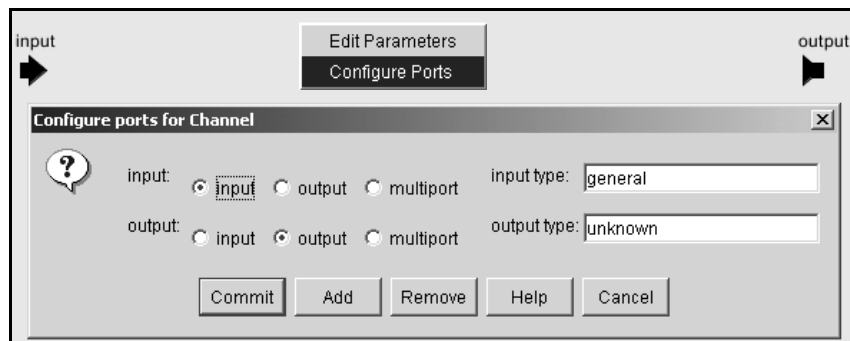 input
Edit Parameters
output
Configure Ports
Configure ports for Channel
?
input: input output multiport input type: general
output: input output multiport output type: unknown
Commit Add Remove Help Cancel